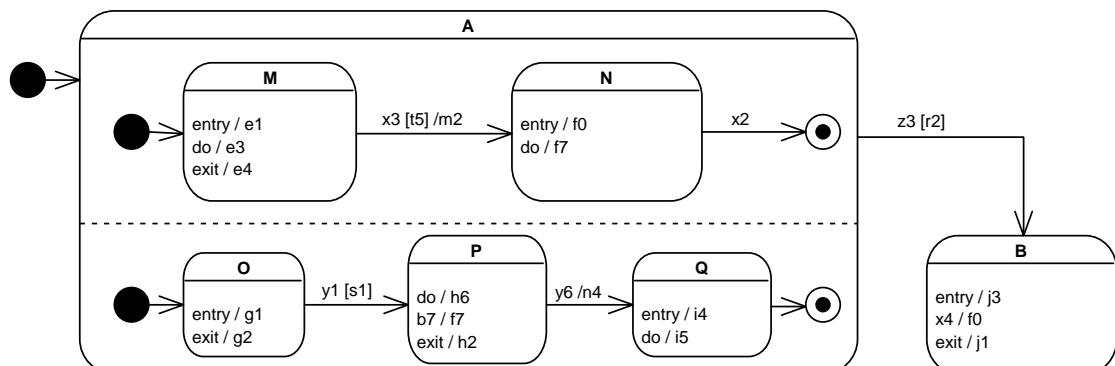 A
M
entry / e1
do / e3
exit / e4
x3 [t5] /m2
N
entry / f0
do / f7
x2
z3 [r2]
O
entry / g1
exit / g2
y1 [s1]
P
do / h6
b7 / f7
exit / h2
y6 /n4
Q
entry / i4
do / i5
B
entry / j3
x4 / f0
exit / j1